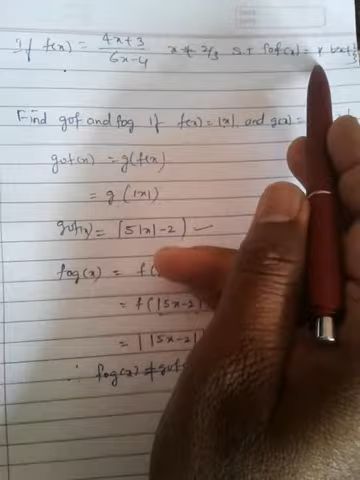 If f(x) = 4x+3 / 6x-4 x ≠ 2/3 S.T fof(x) = x
Find gof and fog If f(x) = |x| and g(x) =
gof(x) = g(f(x)
= g (|x|)
gof(x) = |5|x|-2|
fog(x) = f(
= f(|5x-2|
= ||5x-2|
∴ fog(x) ≠ gof